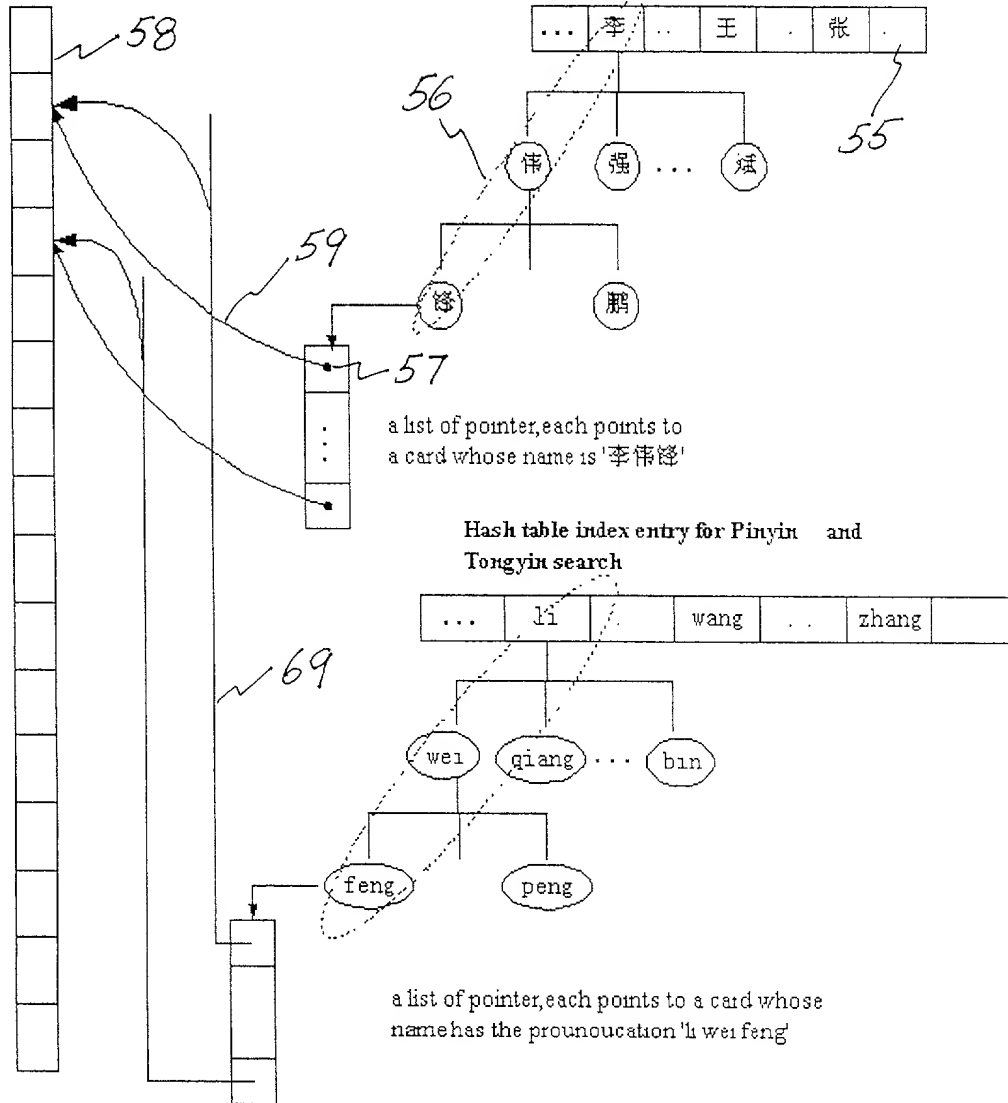 58
... 李 .. 王 . 张 .
56
55
伟 强 ... 斌
59
锋 鹏
57
a list of pointer,each points to
a card whose name is '李伟锋'
Hash table index entry for Pinyin and
Tongyin search
... li . wang .. zhang
69
wei qiang ... bin
feng peng
a list of pointer,each points to a card whose
name has the prounoucation 'li wei feng'